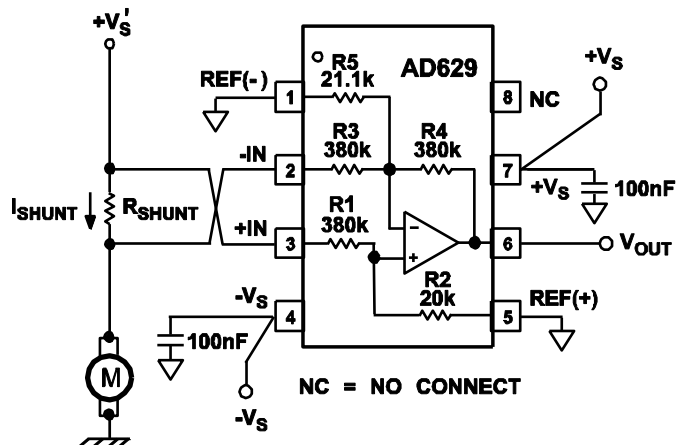 +VS'
R5
21.1k
AD629
+VS
REF(-)
1
8
NC
R3
380k
R4
380k
-IN
2
7
+VS
100nF
ISHUNT
RSHUNT
R1
380k
+IN
3
−
+
6
VOUT
R2
20k
-VS
4
5
REF(+)
100nF
M
-VS
NC = NO CONNECT